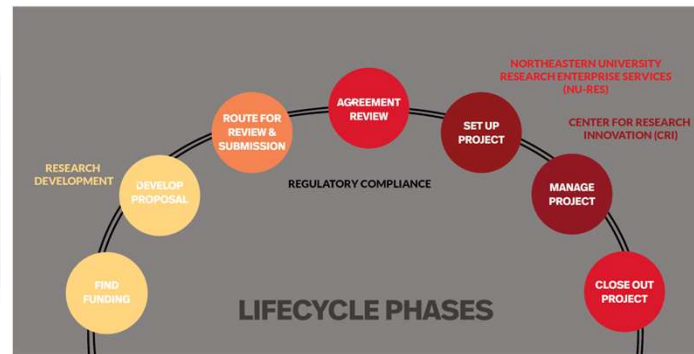 NORTHEASTERN UNIVERSITY
RESEARCH ENTERPRISE SERVICES
(NU-RES)
AGREEMENT
REVIEW
ROUTE FOR
REVIEW &
SUBMISSION
SET UP
PROJECT
CENTER FOR RESEARCH
INNOVATION (CRI)
RESEARCH
DEVELOPMENT
DEVELOP
PROPOSAL
REGULATORY COMPLIANCE
MANAGE
PROJECT
FIND
FUNDING
CLOSE OUT
PROJECT
LIFECYCLE PHASES